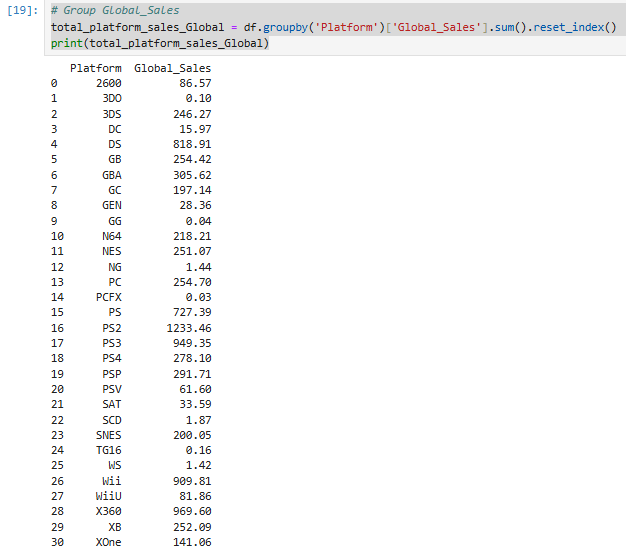 [19]: # Group Global_Sales
total_platform_sales_Global = df.groupby('Platform')['Global_Sales'].sum().reset_index()
print(total_platform_sales_Global)
Platform Global_Sales
0 2600 86.57
1 3DO 0.10
2 3DS 246.27
3 DC 15.97
4 DS 818.91
5 GB 254.42
6 GBA 305.62
7 GC 197.14
8 GEN 28.36
9 GG 0.04
10 N64 218.21
11 NES 251.07
12 NG 1.44
13 PC 254.70
14 PCFX 0.03
15 PS 727.39
16 PS2 1233.46
17 PS3 949.35
18 PS4 278.10
19 PSP 291.71
20 PSV 61.60
21 SAT 33.59
22 SCD 1.87
23 SNES 200.05
24 TG16 0.16
25 WS 1.42
26 Wii 909.81
27 WiiU 81.86
28 X360 969.60
29 XB 252.09
30 XOne 141.06